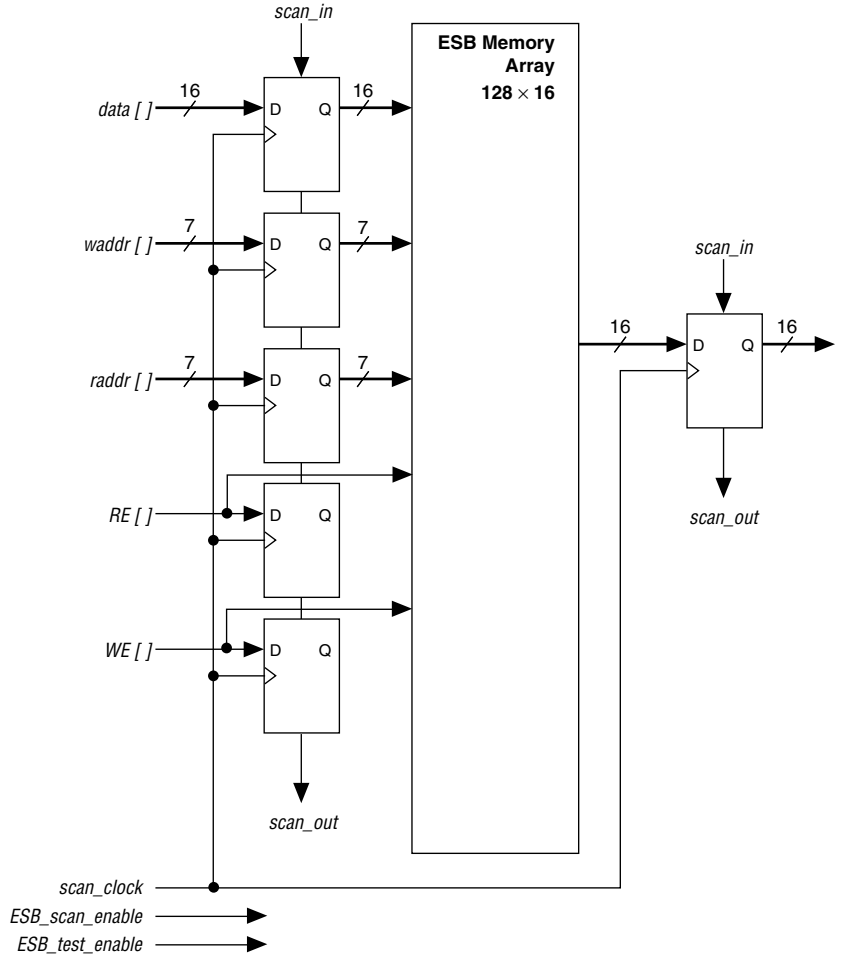 scan_in
ESB Memory
Array
128 × 16
data [ ]
16
D
Q
16
waddr [ ]
7
D
Q
7
scan_in
raddr [ ]
7
D
Q
7
16
D
Q
16
RE [ ]
D
Q
scan_out
WE [ ]
D
Q
scan_out
scan_clock
ESB_scan_enable
ESB_test_enable